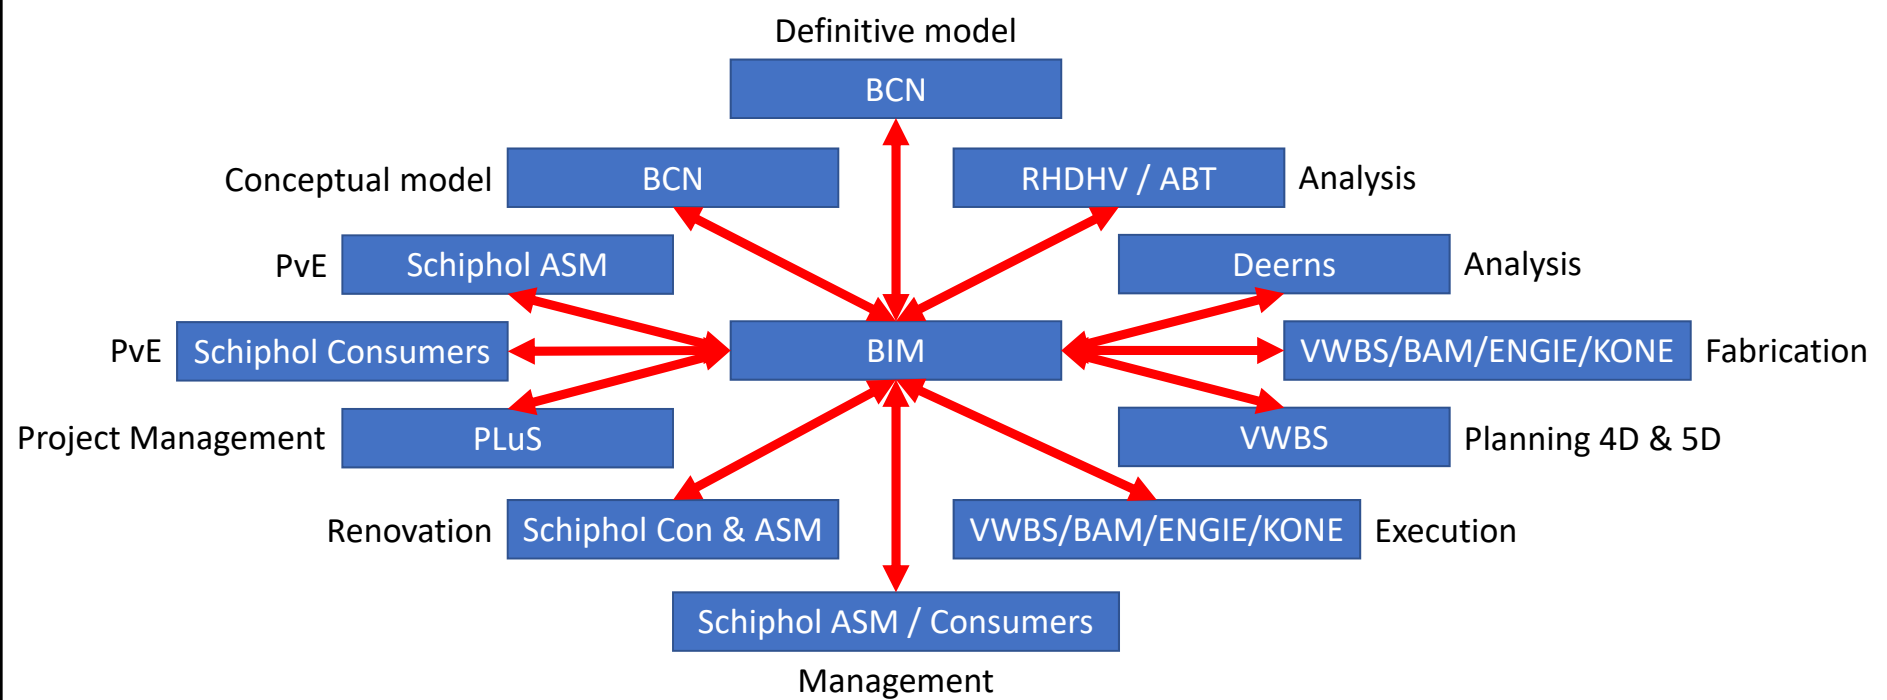 Definitive model
BCN
Conceptual model
BCN
RHDHV / ABT
Analysis
PvE
Schiphol ASM
Deerns
Analysis
PvE
Schiphol Consumers
BIM
VWBS/BAM/ENGIE/KONE
Fabrication
Project Management
PLuS
VWBS
Planning 4D & 5D
Renovation
Schiphol Con & ASM
VWBS/BAM/ENGIE/KONE
Execution
Schiphol ASM / Consumers
Management